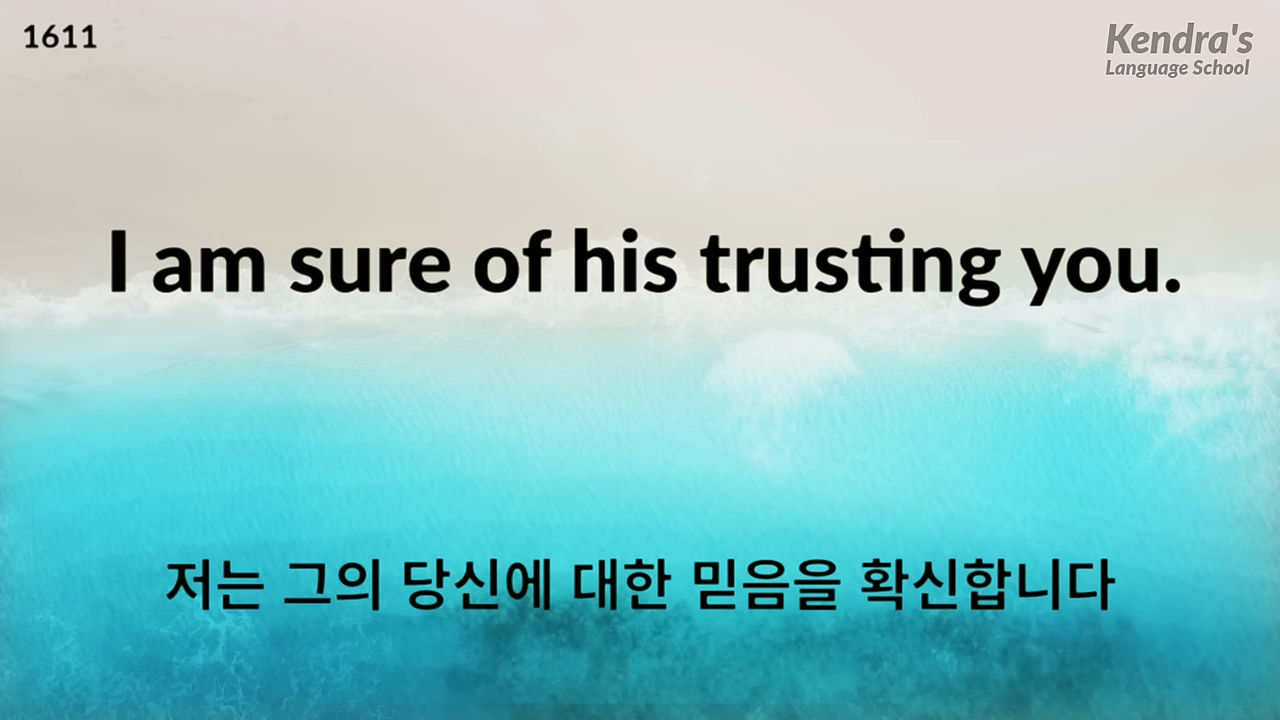 1611
Kendra's
Language School
I am sure of his trusting you.
저는 그의 당신에 대한 믿음을 확신합니다